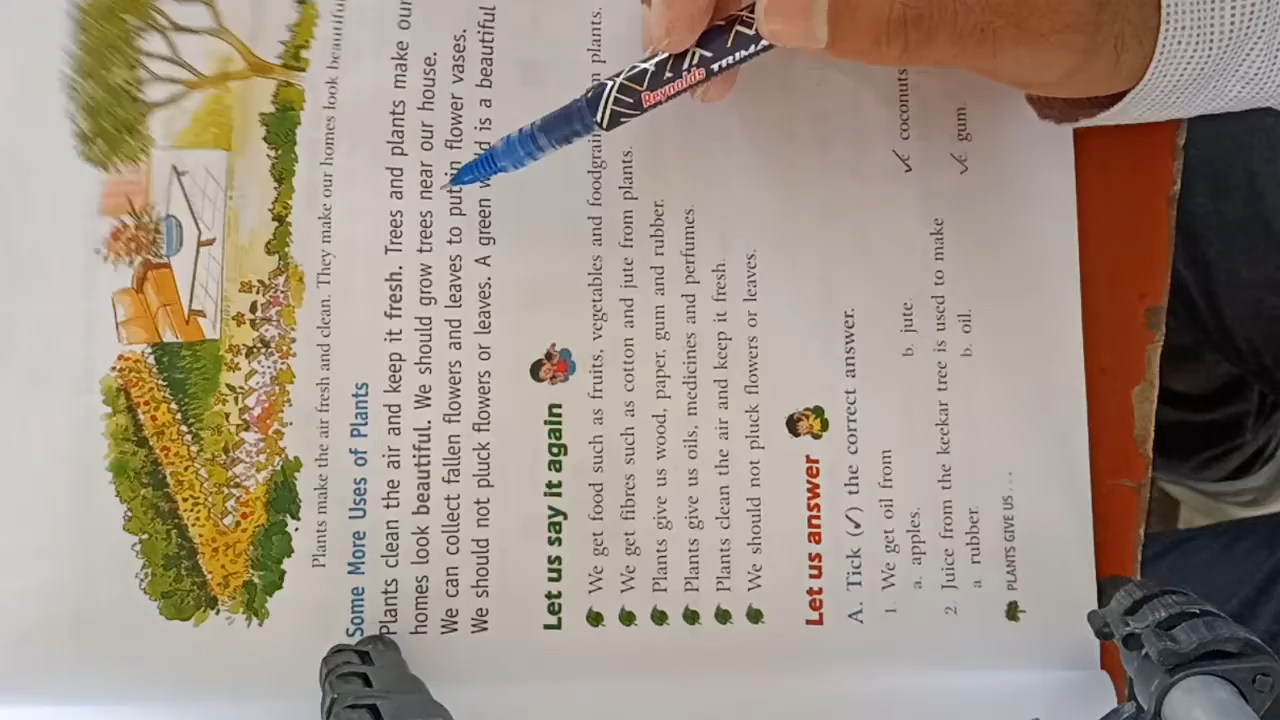 Plants make the air fresh and clean. They make our homes look beautiful
Some More Uses of Plants
Plants clean the air and keep it fresh. Trees and plants make our
homes look beautiful. We should grow trees near our house.
We can collect fallen flowers and leaves to put in flower vases.
We should not pluck flowers or leaves. A green is a beautiful
Let us say it again
We get food such as fruits, vegetables and foodgrain plants.
We get fibres such as cotton and jute from plants.
Plants give us wood, paper, gum and rubber.
Plants give us oils, medicines and perfumes.
Plants clean the air and keep it fresh.
We should not pluck flowers or leaves.
Let us answer
A. Tick (✓) the correct answer.
1 We get oil from
a. apples. b. jute. ✓ coconuts
2. Juice from the keekar tree is used to make
a rubber. b. oil. ✓ gum.
PLANTS GIVE US . . .
Reynolds TRIMA